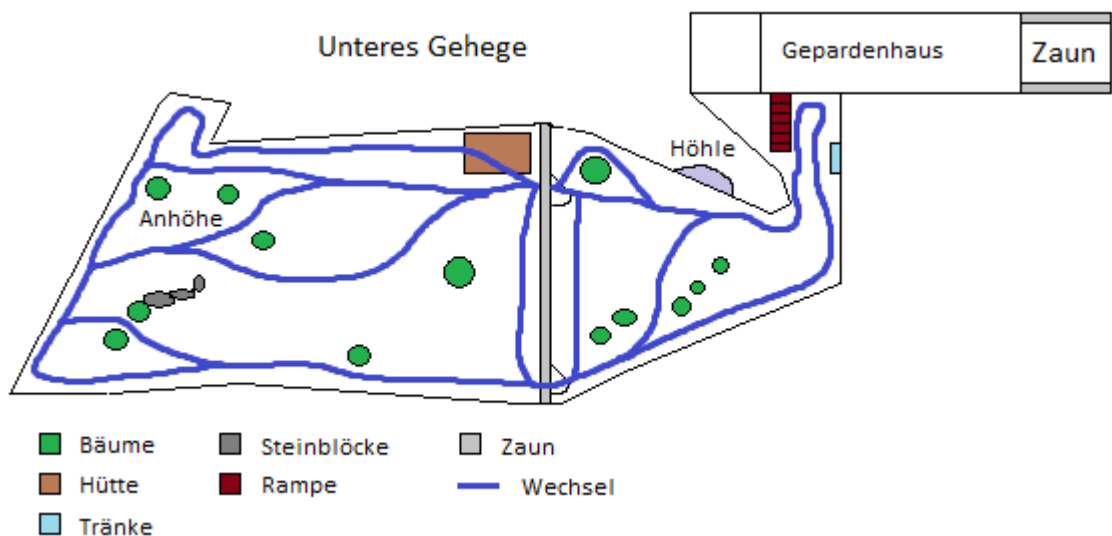 Unteres Gehege
Gepardenhaus
Zaun
Höhle
Anhöhe
Bäume
Steinblöcke
Zaun
Hütte
Rampe
Wechsel
Tränke